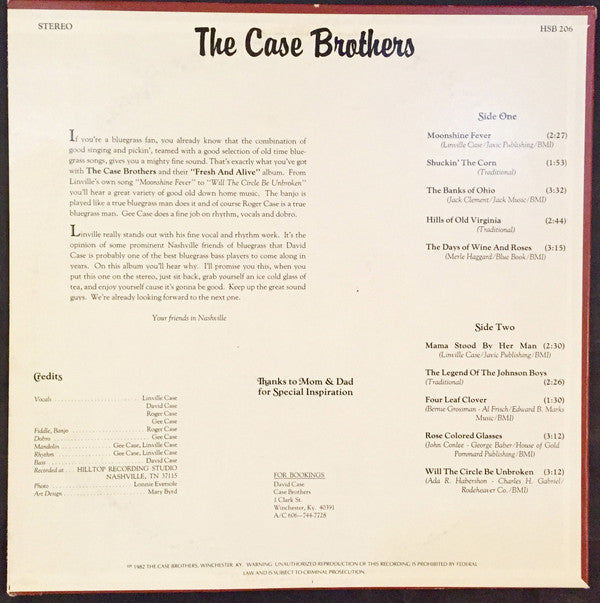 STEREO
HSB 206
The Case Brothers
If you're a bluegrass fan, you already know that the combination of
good singing and pickin', teamed with a good selection of old time blue-
grass songs, gives you a mighty fine sound. That's exactly what you've got
with The Case Brothers and their "Fresh And Alive" album. From
Linville's own song "Moonshine Fever" to "Will The Circle Be Unbroken"
you'll hear a great variety of good old down home music. The banjo is
played like a true bluegrass man does it and of course Roger Case is a true
bluegrass man. Gee Case does a fine job on rhythm, vocals and dobro.
Linville really stands out with his fine vocal and rhythm work. It's the
opinion of some prominent Nashville friends of bluegrass that David
Case is probably one of the best bluegrass bass players to come along in
years. On this album you'll hear why. I'll promise you this, when you
put this one on the stereo, just sit back, grab yourself an ice cold glass of
tea, and enjoy yourself cause it's gonna be good. Keep up the great sound
guys. We're already looking forward to the next one.
Your friends in Nashville
Side One
Moonshine Fever (2:27)
(Linville Case/Javic Publishing/BMI)
Shuckin' The Corn (1:53)
(Traditional)
The Banks of Ohio (3:32)
(Jack Clement/Jack Music/BMI)
Hills of Old Virginia (2:44)
(Traditional)
The Days of Wine And Roses (3:15)
(Merle Haggard/Blue Book/BMI)
Side Two
Mama Stood By Her Man (2:30)
(Linville Case/Javic Publishing/BMI)
The Legend Of The Johnson Boys
(Traditional) (2:26)
Four Leaf Clover (1:30)
(Bernie Grossman - Al Frisch/Edward B. Marks
Music/BMI)
Rose Colored Glasses (3:12)
(John Conlee - George Baber/House of Gold
Pommard Publishing/BMI)
Will The Circle Be Unbroken (3:12)
(Ada R. Habershon - Charles H. Gabriel/
Rodeheaver Co./BMI)
Credits
Vocals Linville Case
David Case
Roger Case
Gee Case
Fiddle, Banjo Roger Case
Dobro Gee Case
Mandolin Gee Case, Linville Case
Rhythm Gee Case, Linville Case
Bass David Case
Recorded at HILLTOP RECORDING STUDIO
NASHVILLE, TN 37115
Photo Lonnie Eversole
Art Design Mary Byrd
Thanks to Mom & Dad
for Special Inspiration
FOR BOOKINGS
David Case
Case Brothers
1 Clark St.
Winchester, Ky. 40391
A/C 606—744-7728
℗ 1982 THE CASE BROTHERS, WINCHESTER KY. WARNING: UNAUTHORIZED REPRODUCTION OF THIS RECORDING IS PROHIBITED BY FEDERAL
LAW AND IS SUBJECT TO CRIMINAL PROSECUTION.